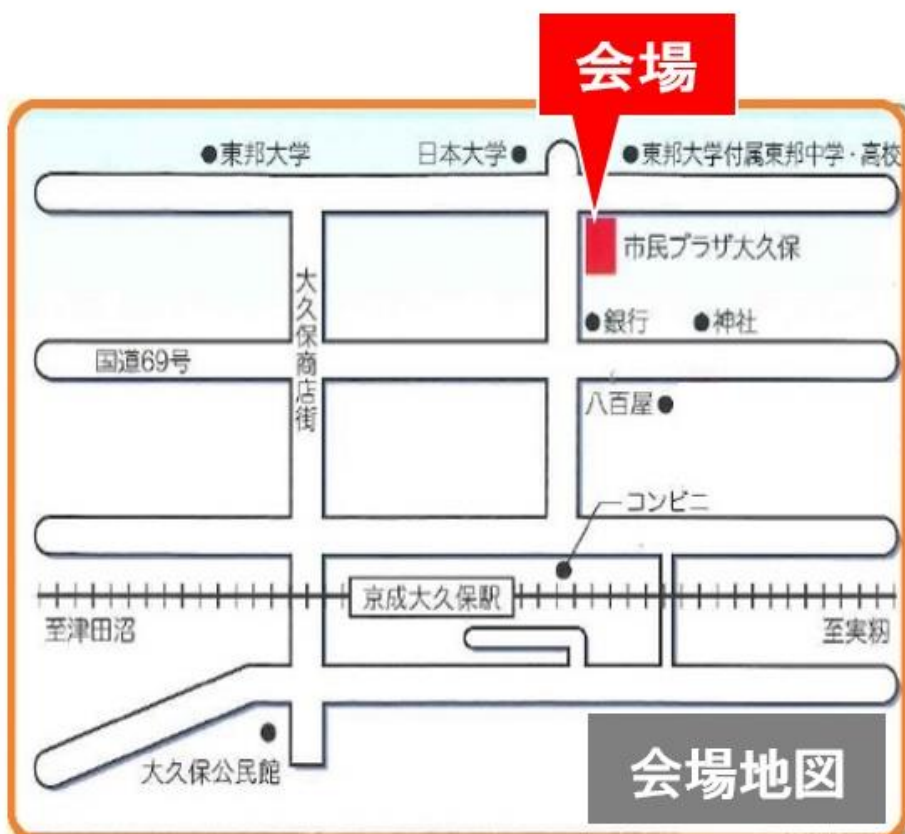 会場
東邦大学
日本大学
東邦大学付属東邦中学・高校
市民プラザ大久保
大久保商店街
銀行
神社
国道69号
八百屋
コンビニ
京成大久保駅
至津田沼
至実籾
大久保公民館
会場地図